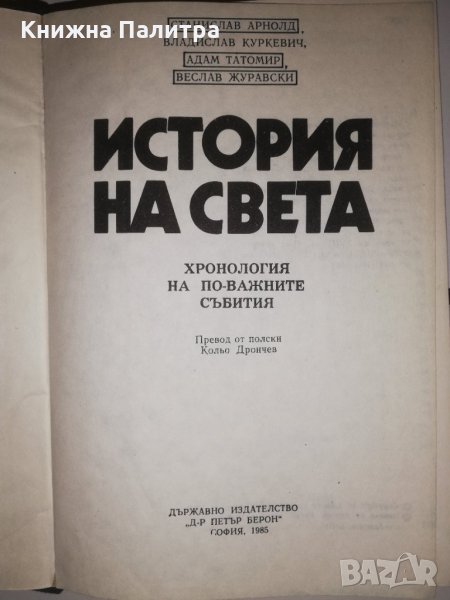 Книжна Палитра
СТАНИСЛАВ АРНОЛД,
ВЛАДИСЛАВ КУРКЕВИЧ,
АДАМ ТАТОМИР,
ВЕСЛАВ ЖУРАВСКИ
ИСТОРИЯ
НА СВЕТА
ХРОНОЛОГИЯ
НА ПО-ВАЖНИТЕ
СЪБИТИЯ
Превод от полски
Кольо Дрончев
ДЪРЖАВНО ИЗДАТЕЛСТВО
„Д-Р ПЕТЪР БЕРОН“
СОФИЯ, 1985
BAZAR